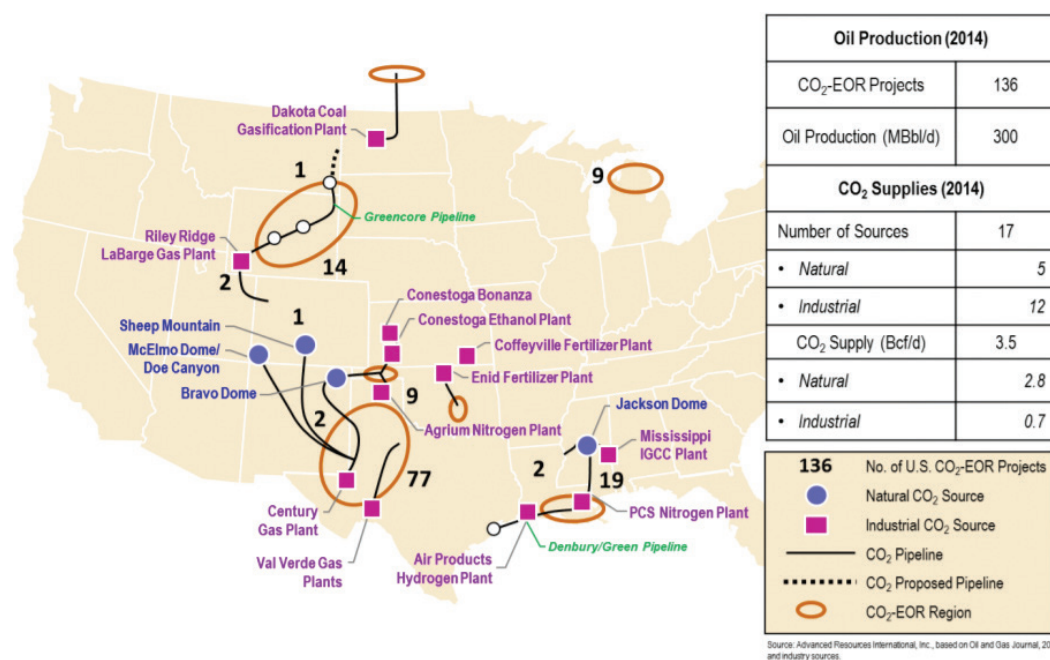 Dakota Coal
Gasification Plant
1
Greencore Pipeline
Riley Ridge
LaBarge Gas Plant
14
2
9
Conestoga Bonanza
Conestoga Ethanol Plant
Coffeyville Fertilizer Plant
Enid Fertilizer Plant
Sheep Mountain
1
McElmo Dome/
Doe Canyon
Bravo Dome
2
9
Agrium Nitrogen Plant
77
Century
Gas Plant
Val Verde Gas
Plants
Jackson Dome
Mississippi
IGCC Plant
2
19
PCS Nitrogen Plant
Denbury/Green Pipeline
Air Products
Hydrogen Plant
Oil Production (2014)
CO₂-EOR Projects 136
Oil Production (MBbl/d) 300
CO₂ Supplies (2014)
Number of Sources 17
• Natural 5
• Industrial 12
CO₂ Supply (Bcf/d) 3.5
• Natural 2.8
• Industrial 0.7
136 No. of U.S. CO₂-EOR Projects
Natural CO₂ Source
Industrial CO₂ Source
CO₂ Pipeline
CO₂ Proposed Pipeline
CO₂-EOR Region
Source: Advanced Resources International, Inc., based on Oil and Gas Journal, 20
and industry sources.